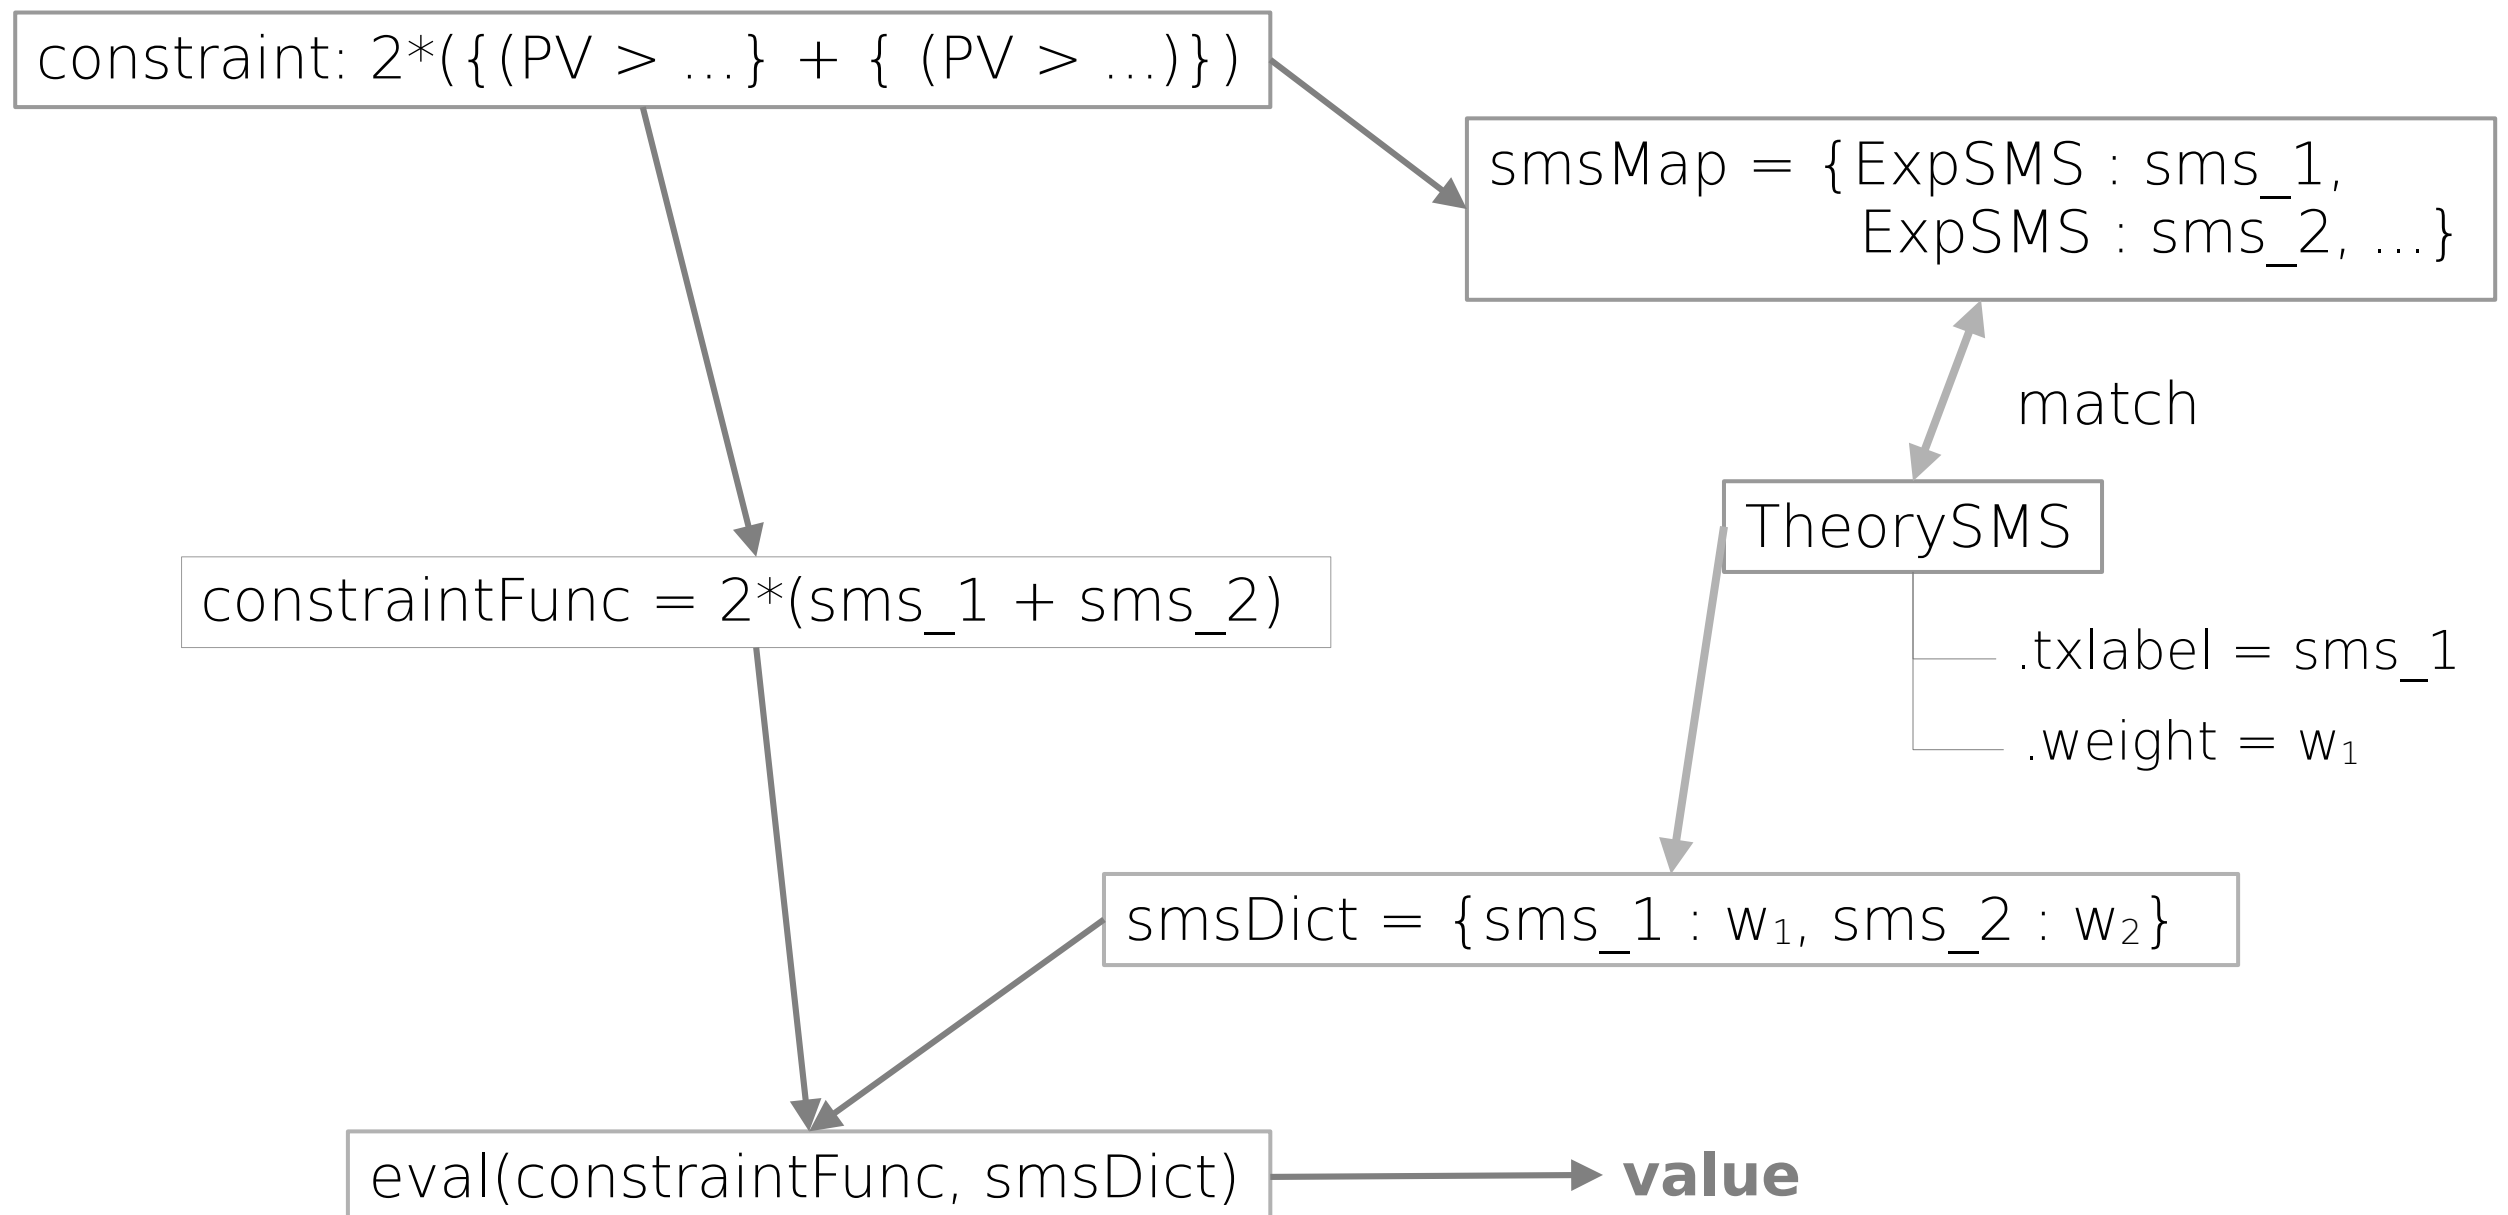 constraint: 2*({(PV > ...} + { (PV > ...)})
smsMap = {ExpSMS : sms_1,
ExpSMS : sms_2, ...}
match
TheorySMS
constraintFunc = 2*(sms_1 + sms_2)
.txlabel = sms_1
.weight = w₁
smsDict = {sms_1 : w₁, sms_2 : w₂}
eval(constraintFunc, smsDict)
value